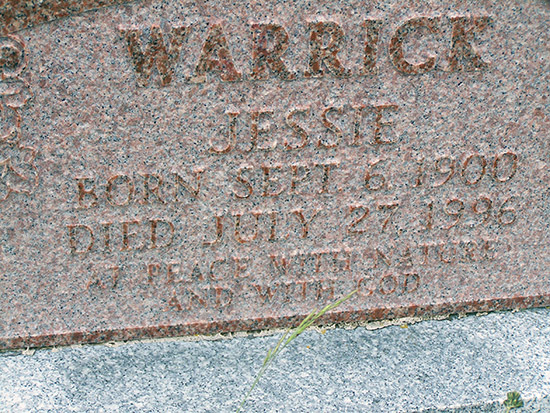 WARRICK
JESSIE
BORN SEPT. 6 1900
DIED JULY 27 1996
AT PEACE WITH NATURE
AND WITH GOD